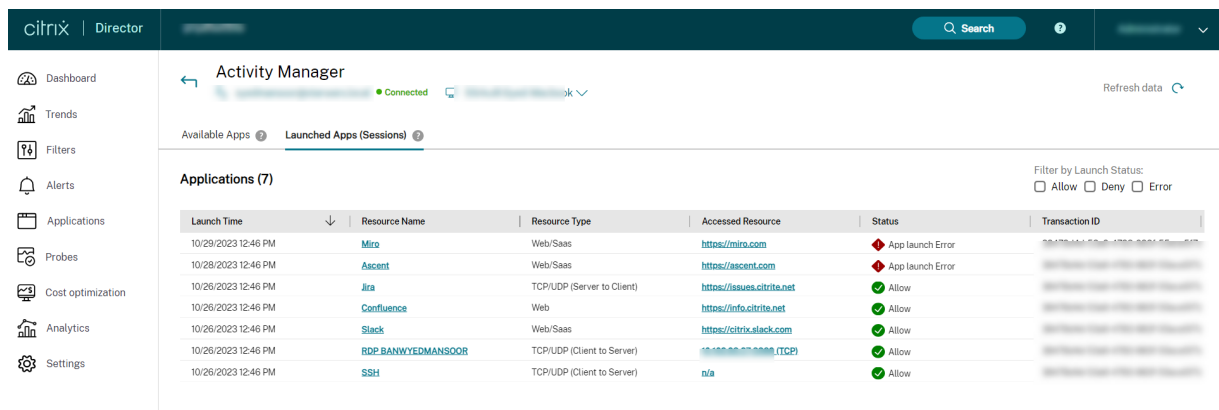 citrix | Director
Search
Dashboard
Trends
Filters
Alerts
Applications
Probes
Cost optimization
Analytics
Settings
Activity Manager
Connected
k
Refresh data
Available Apps
Launched Apps (Sessions)
Applications (7)
Filter by Launch Status:
Allow Deny Error
Launch Time Resource Name Resource Type Accessed Resource Status Transaction ID
10/29/2023 12:46 PM Miro Web/Saas https://miro.com App launch Error
10/28/2023 12:46 PM Ascent Web/Saas https://ascent.com App launch Error
10/26/2023 12:46 PM Jira TCP/UDP (Server to Client) https://issues.citrite.net Allow
10/26/2023 12:46 PM Confluence Web https://info.citrite.net Allow
10/26/2023 12:46 PM Slack Web/Saas https://citrix.slack.com Allow
10/26/2023 12:46 PM RDP BANWYEDMANSOOR TCP/UDP (Client to Server) (TCP) Allow
10/26/2023 12:46 PM SSH TCP/UDP (Client to Server) n/a Allow